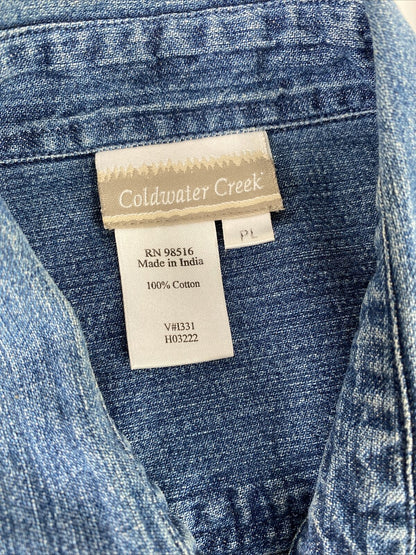 Coldwater Creek
PL
RN 98516
Made in India
100% Cotton
V#I331
H03222